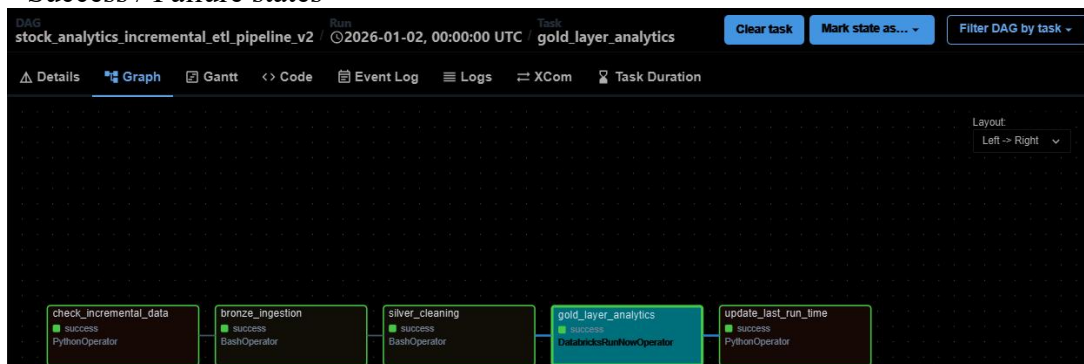 Success / Failure states
DAG Run Task
stock_analytics_incremental_etl_pipeline_v2 / 2026-01-02, 00:00:00 UTC / gold_layer_analytics
Clear task Mark state as... Filter DAG by task
Details Graph Gantt <> Code Event Log Logs XCom Task Duration
Layout:
Left -> Right
check_incremental_data bronze_ingestion silver_cleaning gold_layer_analytics update_last_run_time
success success success success success
PythonOperator BashOperator BashOperator DatabricksRunNowOperator PythonOperator